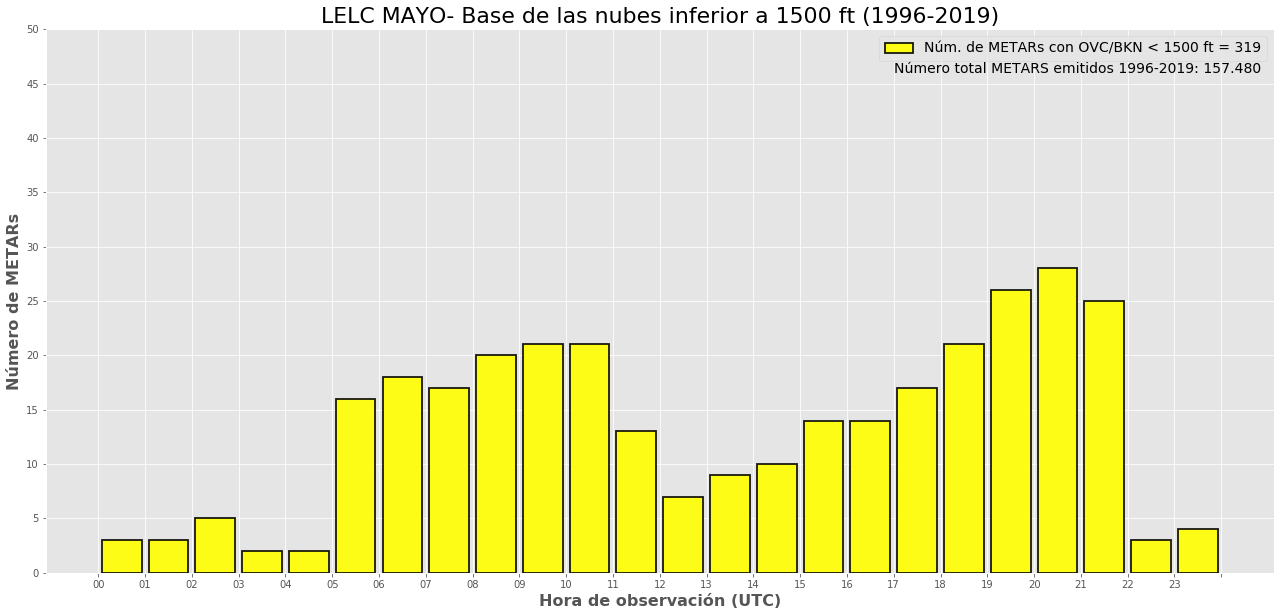 LELC MAYO- Base de las nubes inferior a 1500 ft (1996-2019)
Núm. de METARs con OVC/BKN < 1500 ft = 319
Número total METARS emitidos 1996-2019: 157.480
Número de METARs
50
45
40
35
30
25
20
15
10
5
0
00 01 02 03 04 05 06 07 08 09 10 11 12 13 14 15 16 17 18 19 20 21 22 23
Hora de observación (UTC)